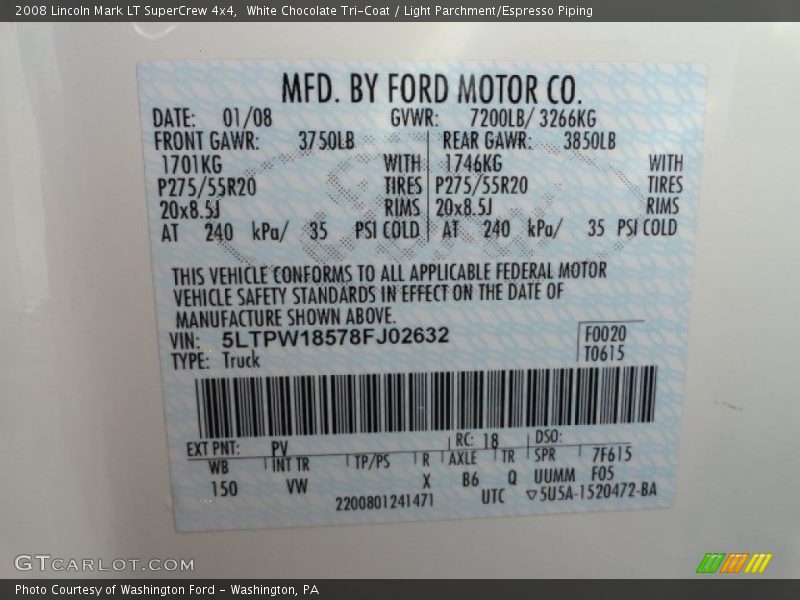 2008 Lincoln Mark LT SuperCrew 4x4,  White Chocolate Tri-Coat / Light Parchment/Espresso Piping
MFD. BY FORD MOTOR CO.
DATE: 01/08 GVWR: 7200LB/ 3266KG
FRONT GAWR: 3750LB REAR GAWR: 3850LB
1701KG WITH 1746KG WITH
P275/55R20 TIRES P275/55R20 TIRES
20x8.5J RIMS 20x8.5J RIMS
AT 240 kPa/ 35 PSI COLD AT 240 kPa/ 35 PSI COLD
THIS VEHICLE CONFORMS TO ALL APPLICABLE FEDERAL MOTOR
VEHICLE SAFETY STANDARDS IN EFFECT ON THE DATE OF
MANUFACTURE SHOWN ABOVE.
VIN: 5LTPW18578FJ02632 F0020
TYPE: Truck T0615
EXT PNT: PV RC: 18 DSO:
WB INT TR TP/PS R AXLE TR SPR 7F615
150 VW X B6 Q UUMM F05
2200801241471 UTC ▽5U5A-1520472-BA
GTCARLOT.COM
Photo Courtesy of Washington Ford - Washington, PA